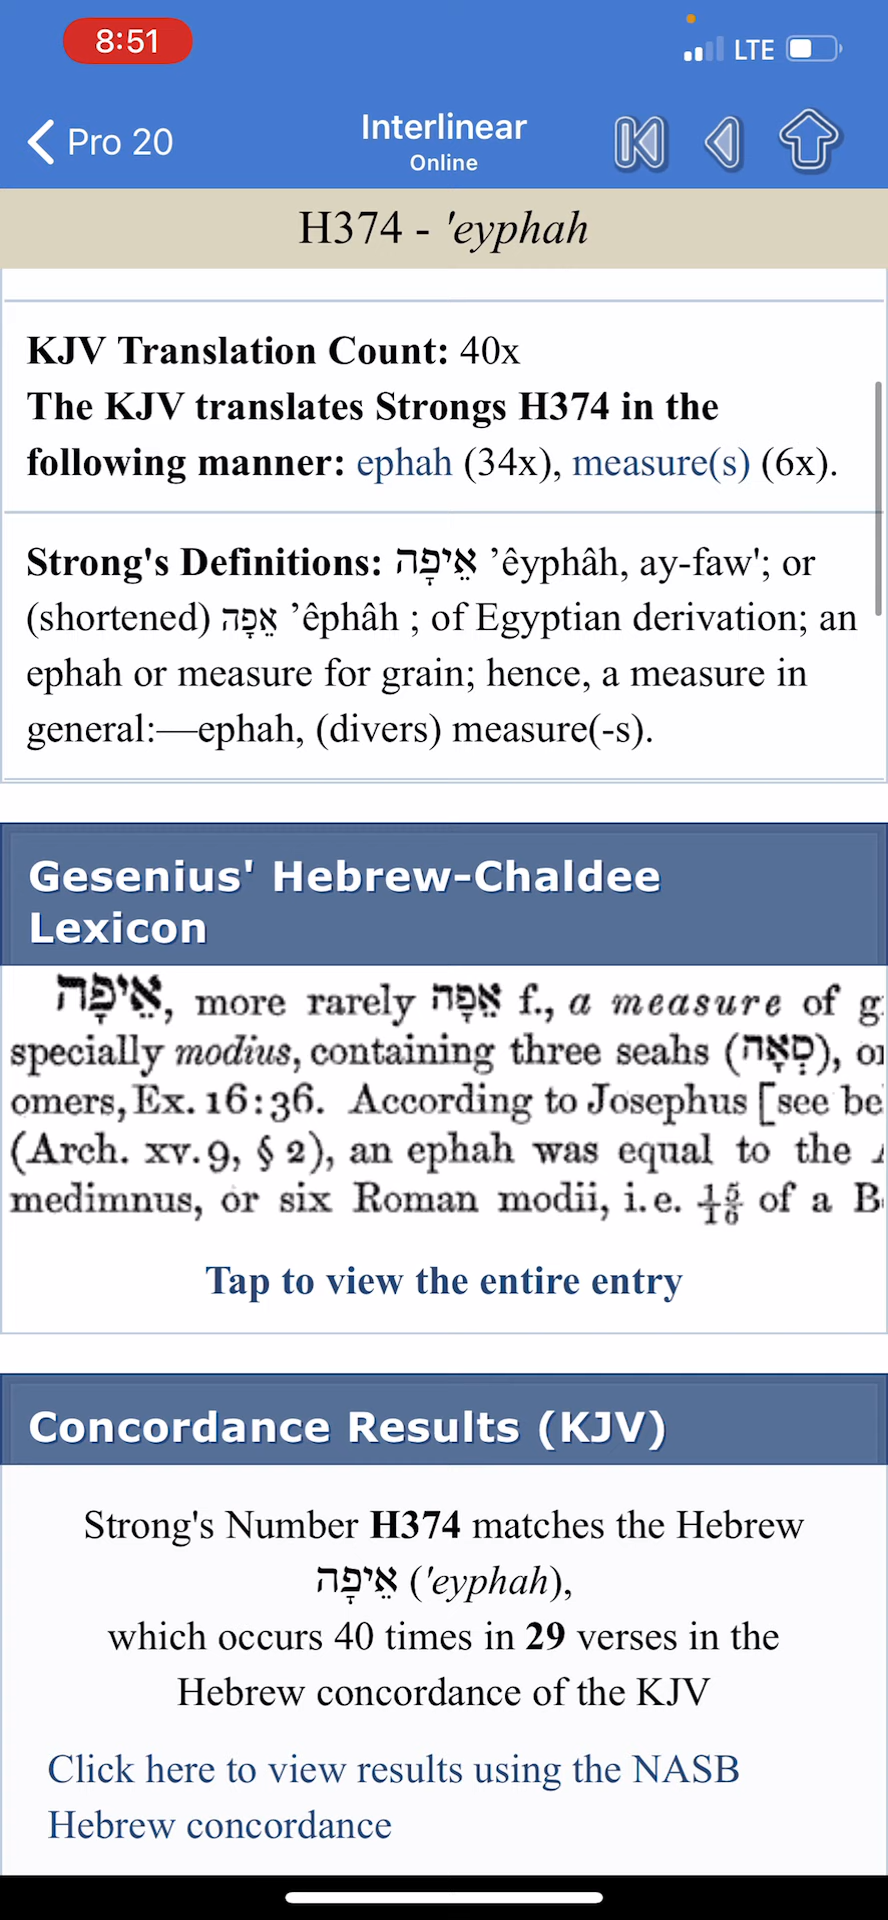 8:51
LTE
Pro 20
Interlinear
Online
H374 - 'eyphah
KJV Translation Count: 40x
The KJV translates Strongs H374 in the
following manner: ephah (34x), measure(s) (6x).
Strong's Definitions: אֵיפָה ʼêyphâh, ay-faw'; or
(shortened) אֵפָה ʼêphâh ; of Egyptian derivation; an
ephah or measure for grain; hence, a measure in
general:—ephah, (divers) measure(-s).
Gesenius' Hebrew-Chaldee
Lexicon
אֵיפָה, more rarely אֵפָה f., a measure of
specially modius, containing three seahs (סְאָה),
omers, Ex. 16:36. According to Josephus [see
(Arch. xv. 9, § 2), an ephah was equal to the
medimnus, or six Roman modii, i. e. of a
Tap to view the entire entry
Concordance Results (KJV)
Strong's Number H374 matches the Hebrew
אֵיפָה ('eyphah),
which occurs 40 times in 29 verses in the
Hebrew concordance of the KJV
Click here to view results using the NASB
Hebrew concordance